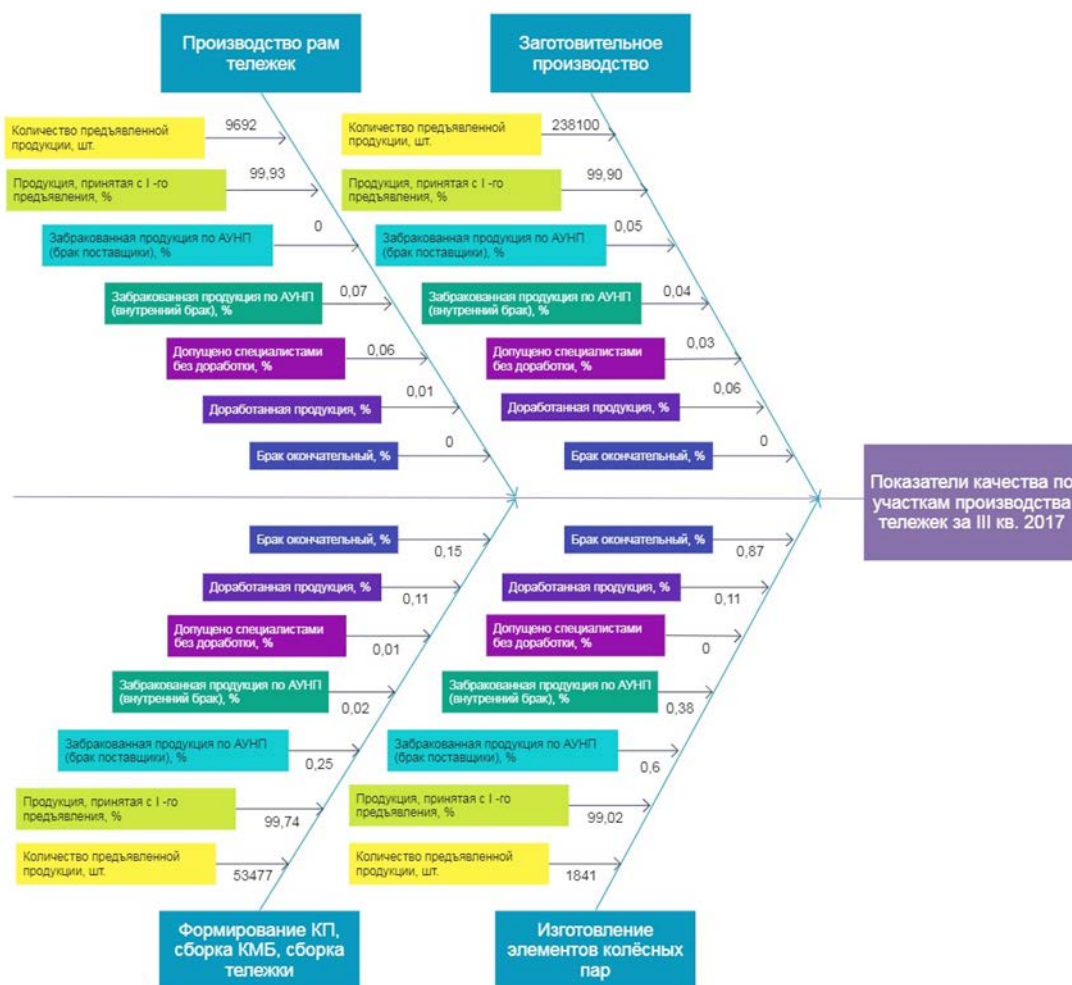 Производство рам
тележек
Заготовительное
производство
Количество предъявленной
продукции, шт.
9692
Продукция, принятая с I -го
предъявления, %
99,93
Забракованная продукция по АУНП
(брак поставщики), %
0
Забракованная продукция по АУНП
(внутренний брак), %
0,07
Допущено специалистами
без доработки, %
0,06
Доработанная продукция, %
0,01
Брак окончательный, %
0
Количество предъявленной
продукции, шт.
238100
Продукция, принятая с I -го
предъявления, %
99,90
Забракованная продукция по АУНП
(брак поставщики), %
0,05
Забракованная продукция по АУНП
(внутренний брак), %
0,04
Допущено специалистами
без доработки, %
0,03
Доработанная продукция, %
0,06
Брак окончательный, %
0
Показатели качества по
участкам производства
тележек за III кв. 2017
Брак окончательный, %
0,15
Доработанная продукция, %
0,11
Допущено специалистами
без доработки, %
0,01
Забракованная продукция по АУНП
(внутренний брак), %
0,02
Забракованная продукция по АУНП
(брак поставщики), %
0,25
Продукция, принятая с I -го
предъявления, %
99,74
Количество предъявленной
продукции, шт.
53477
Брак окончательный, %
0,87
Доработанная продукция, %
0,11
Допущено специалистами
без доработки, %
0
Забракованная продукция по АУНП
(внутренний брак), %
0,38
Забракованная продукция по АУНП
(брак поставщики), %
0,6
Продукция, принятая с I -го
предъявления, %
99,02
Количество предъявленной
продукции, шт.
1841
Формирование КП,
сборка КМБ, сборка
тележки
Изготовление
элементов колёсных
пар